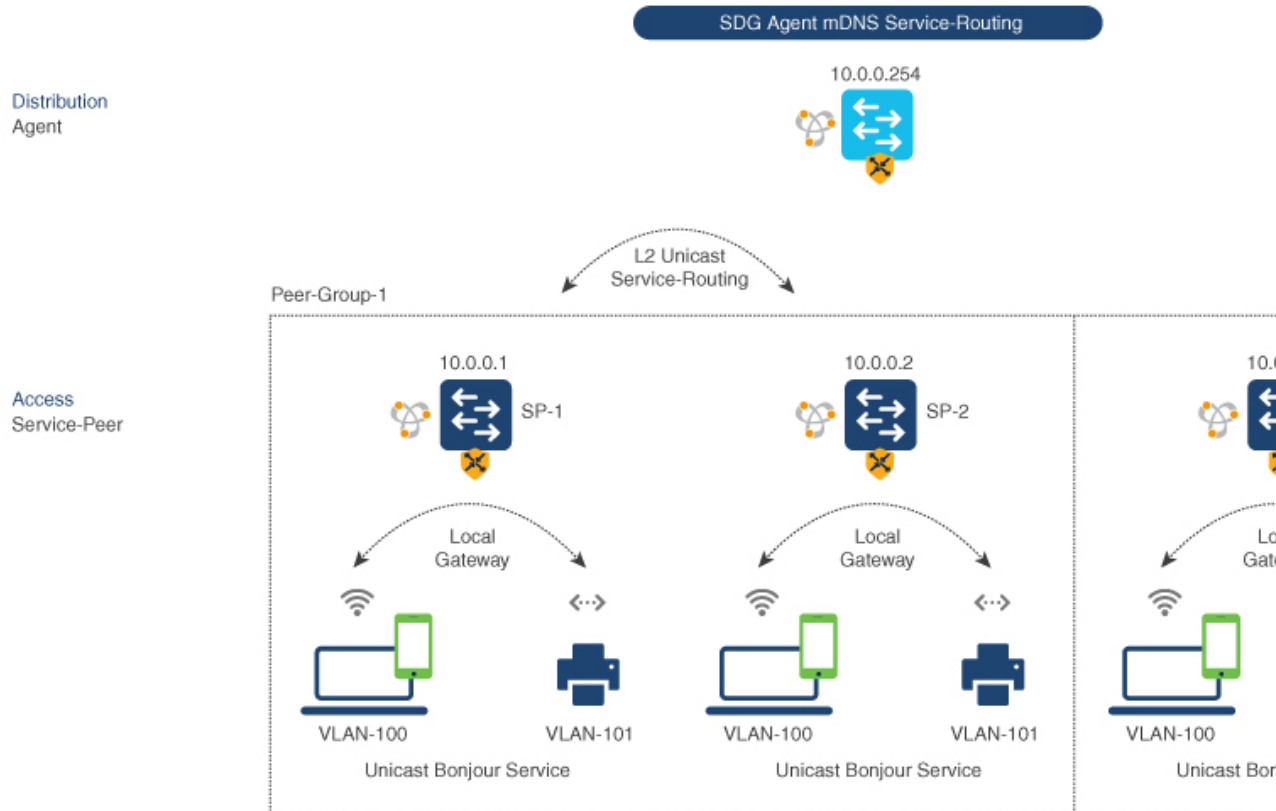 SDG Agent mDNS Service-Routing
10.0.0.254
Distribution
Agent
L2 Unicast
Service-Routing
Peer-Group-1
10.0.0.1
10.0.0.2
Access
Service-Peer
SP-1
SP-2
Local
Gateway
Local
Gateway
VLAN-100
VLAN-101
VLAN-100
VLAN-101
VLAN-100
Unicast Bonjour Service
Unicast Bonjour Service
Unicast